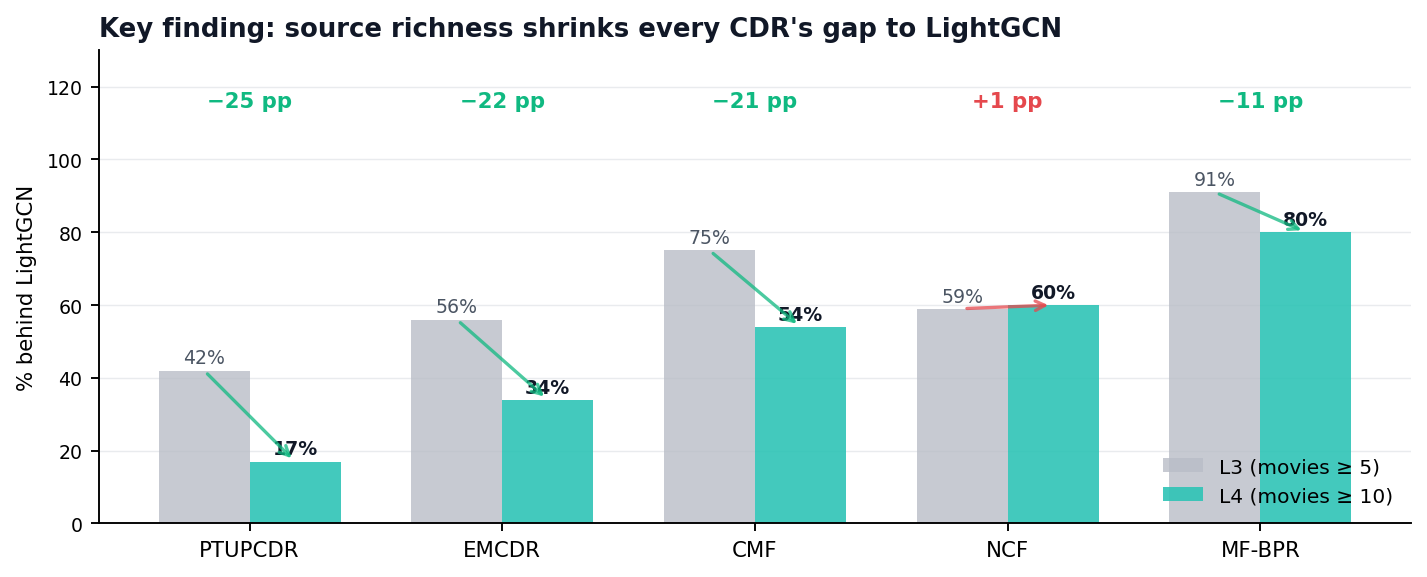 Key finding: source richness shrinks every CDR's gap to LightGCN
% behind LightGCN
120
100
80
60
40
20
0
−25 pp
−22 pp
−21 pp
+1 pp
−11 pp
42%
17%
56%
34%
75%
54%
59%
60%
91%
80%
L3 (movies ≥ 5)
L4 (movies ≥ 10)
PTUPCDR
EMCDR
CMF
NCF
MF-BPR